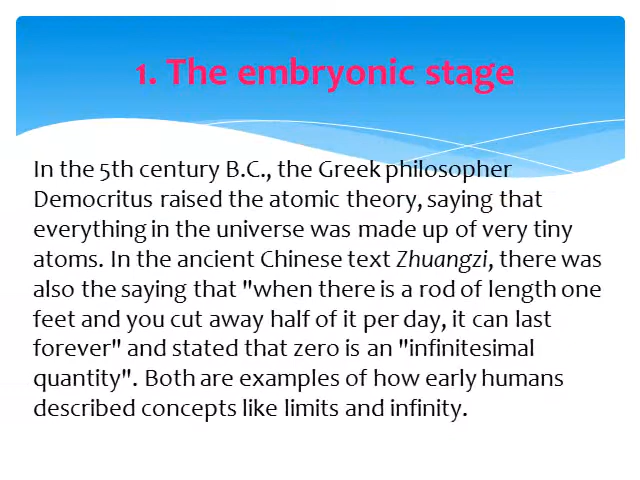 1. The embryonic stage
In the 5th century B.C., the Greek philosopher
Democritus raised the atomic theory, saying that
everything in the universe was made up of very tiny
atoms. In the ancient Chinese text Zhuangzi, there was
also the saying that "when there is a rod of length one
feet and you cut away half of it per day, it can last
forever" and stated that zero is an "infinitesimal
quantity". Both are examples of how early humans
described concepts like limits and infinity.